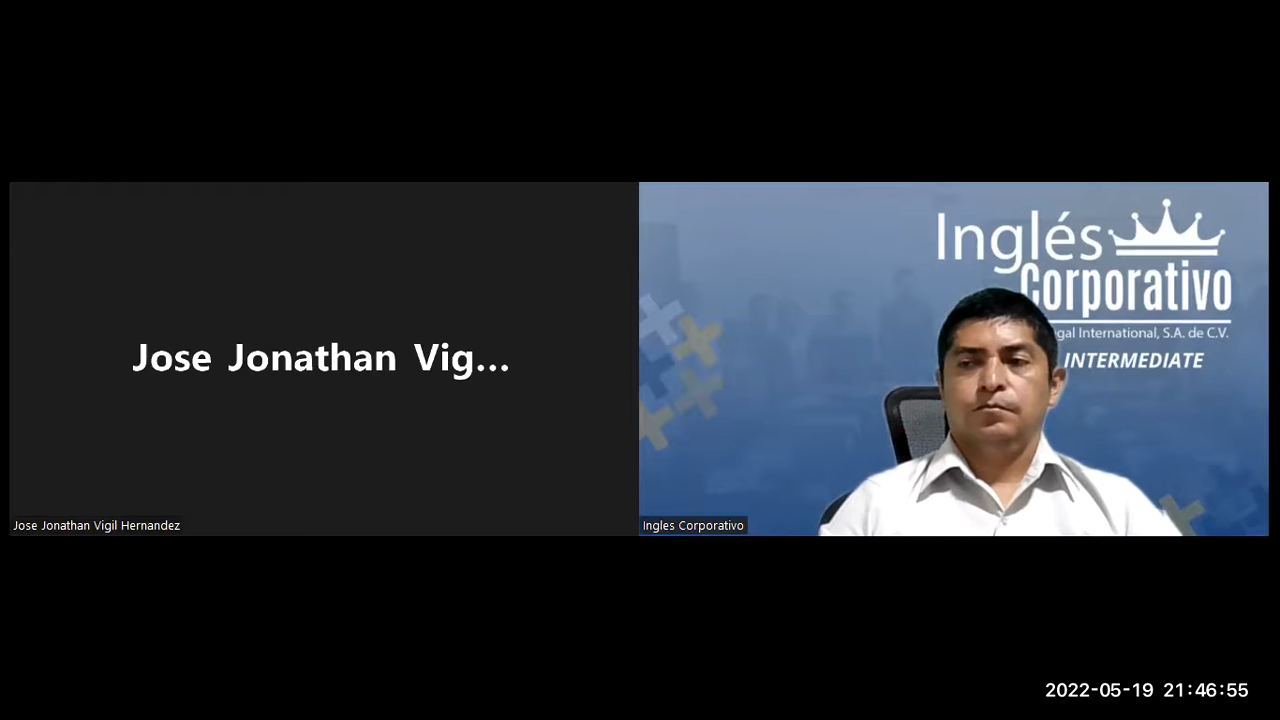 Jose Jonathan Vig...
Jose Jonathan Vigil Hernandez
Inglés
Corporativo
gal International, S.A. de C.V.
INTERMEDIATE
Ingles Corporativo
2022-05-19 21:46:55